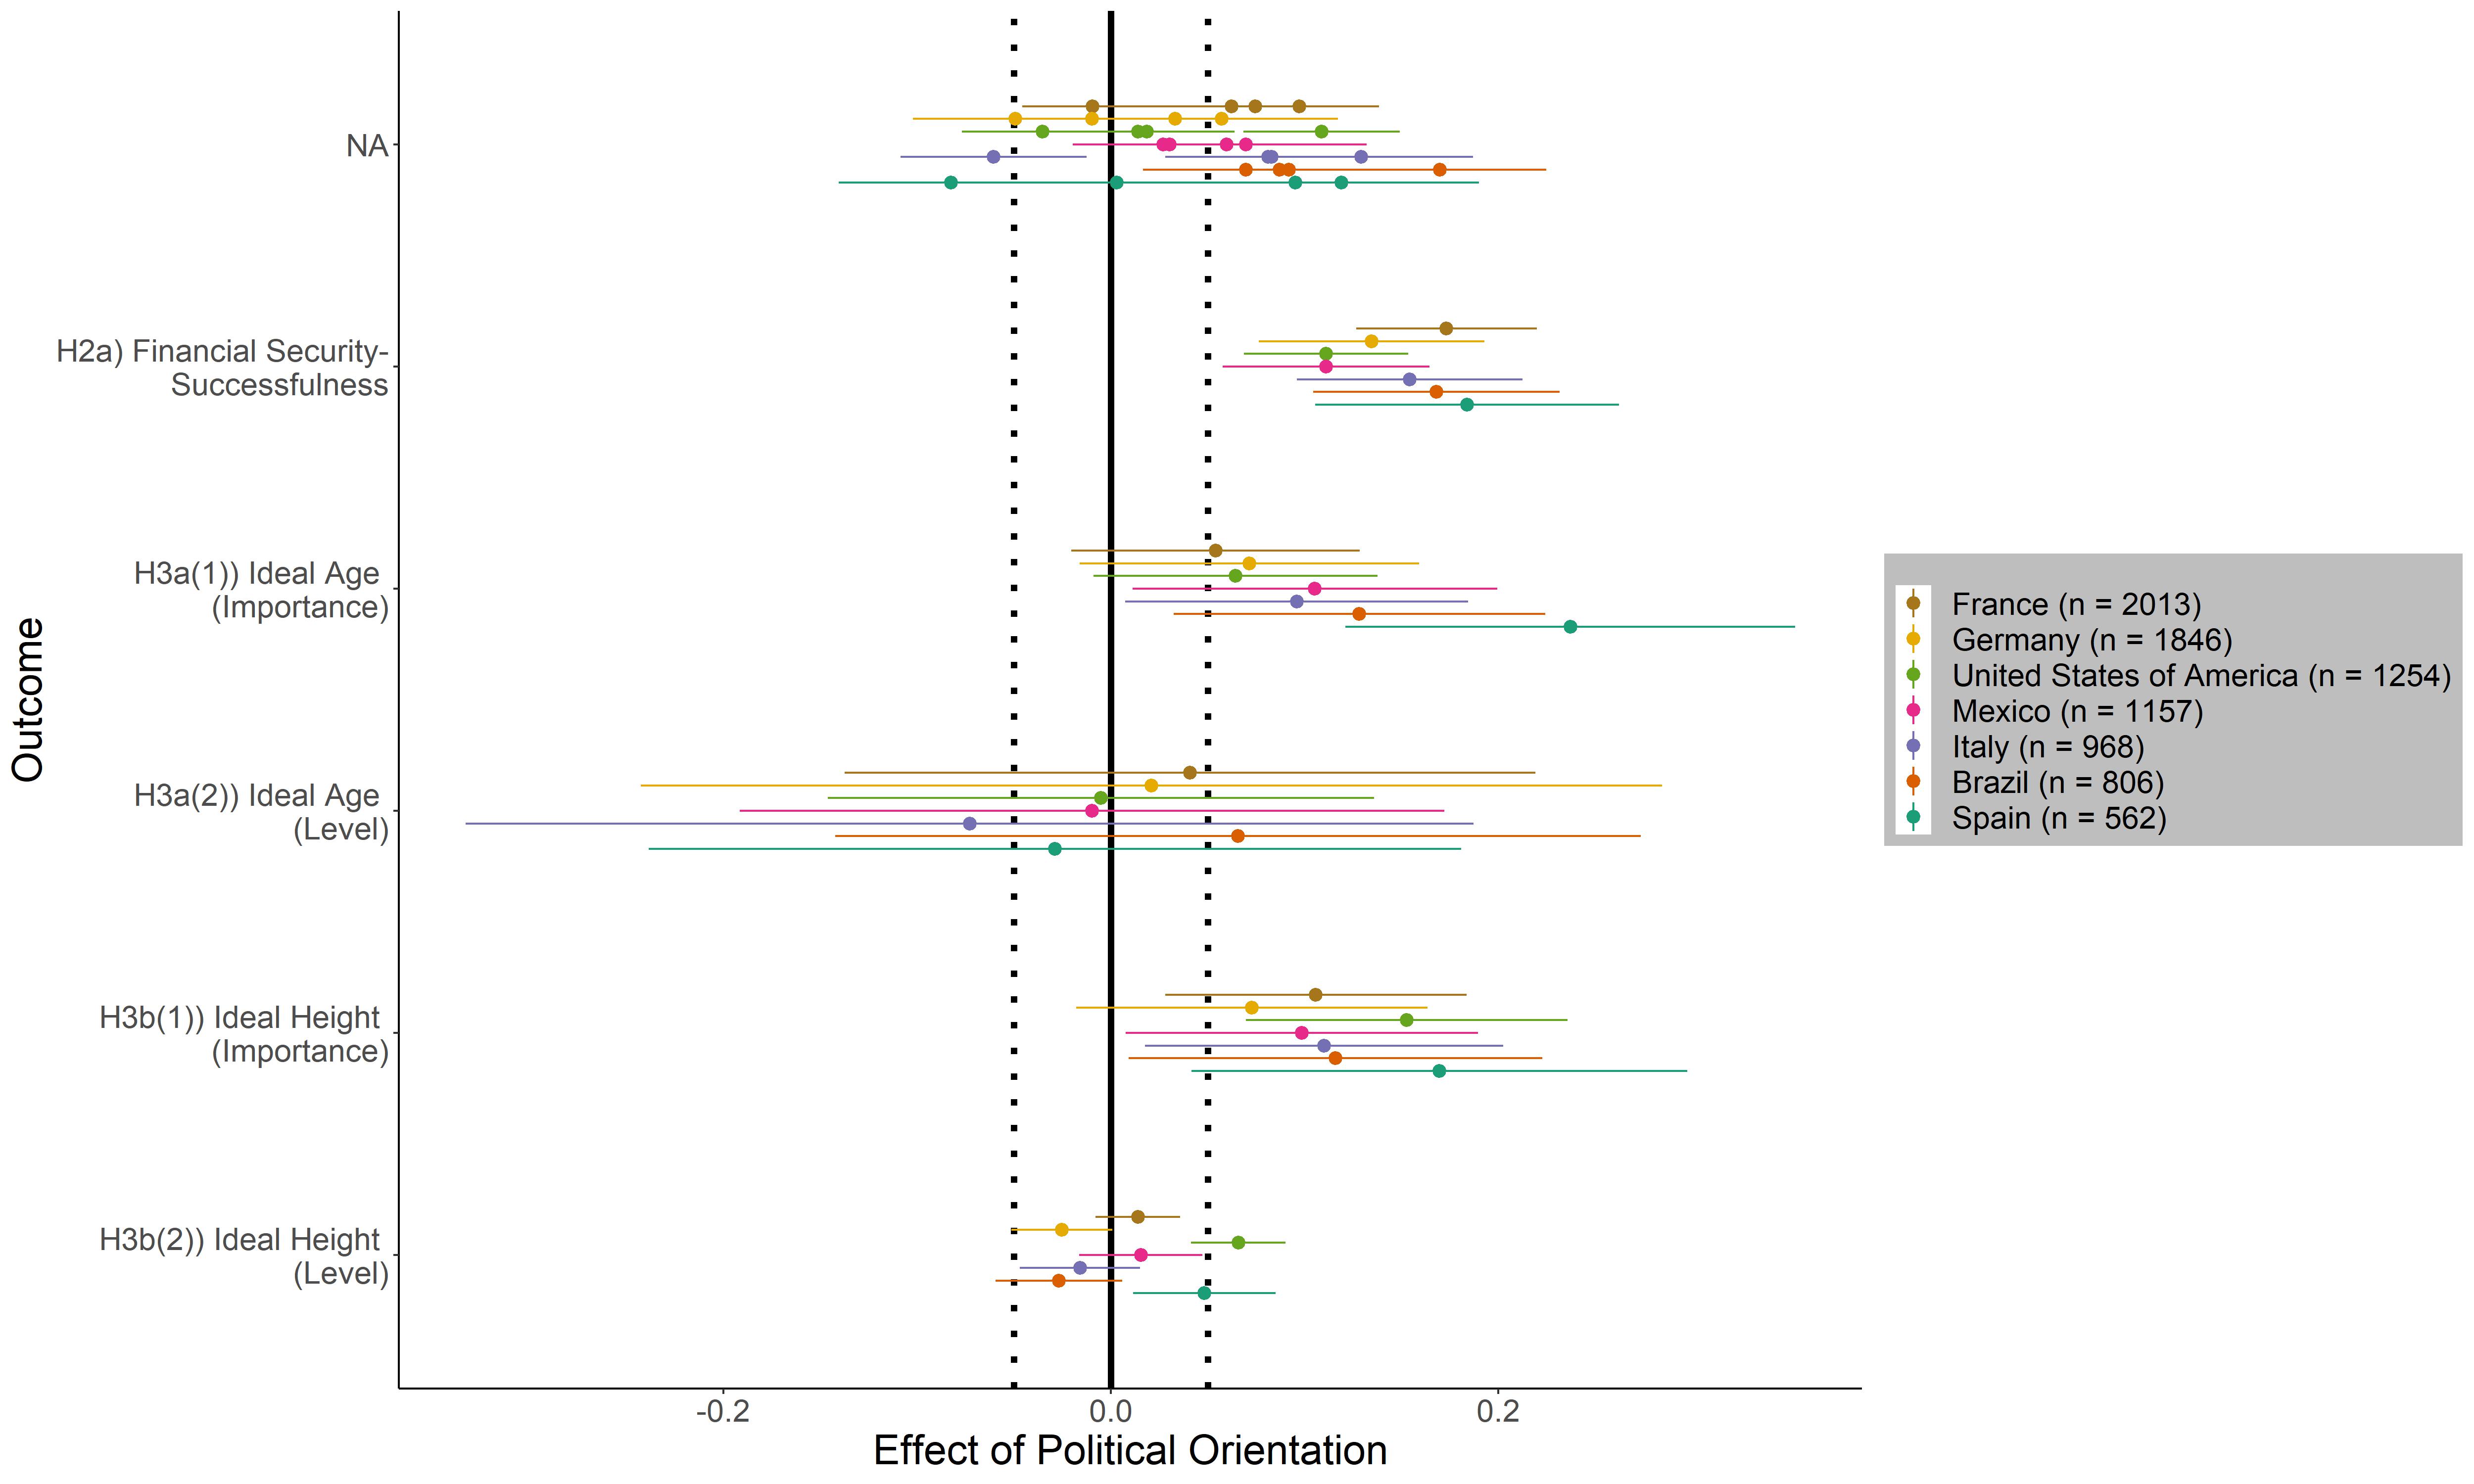 Outcome
NA
H2a) Financial Security-
Successfulness
H3a(1)) Ideal Age
(Importance)
H3a(2)) Ideal Age
(Level)
H3b(1)) Ideal Height
(Importance)
H3b(2)) Ideal Height
(Level)
-0.2
0.0
0.2
Effect of Political Orientation
France (n = 2013)
Germany (n = 1846)
United States of America (n = 1254)
Mexico (n = 1157)
Italy (n = 968)
Brazil (n = 806)
Spain (n = 562)